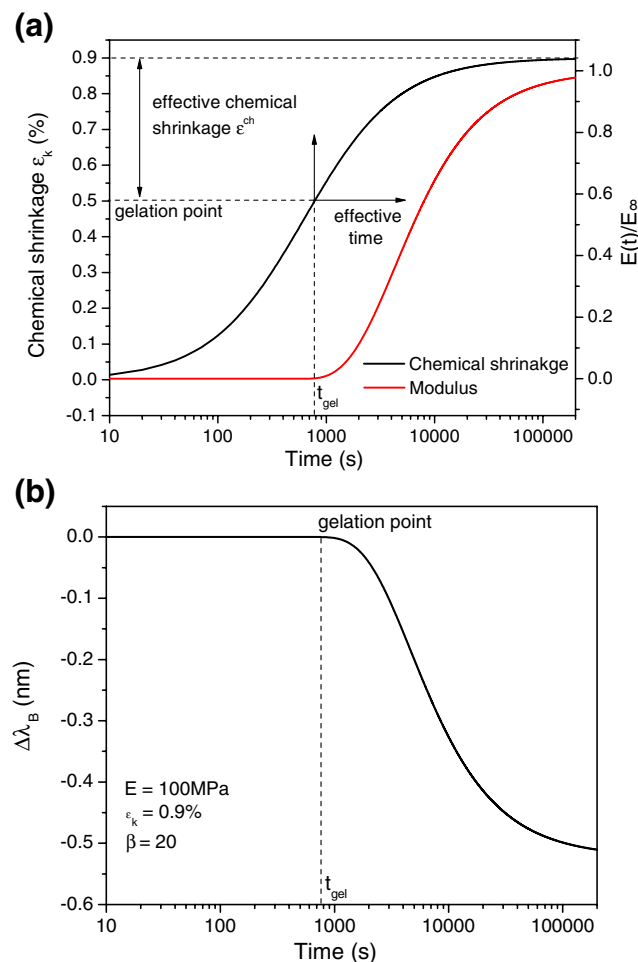 (a)
0.9
0.8
0.7
0.6
0.5
0.4
0.3
0.2
0.1
0.0
-0.1
Chemical shrinkage ε_k (%)
effective chemical
shrinkage ε^ch
gelation point
effective
time
1.0
0.8
0.6
0.4
0.2
0.0
E(t)/E∞
Chemical shrinakge
Modulus
t_gel
10
100
1000
10000
100000
Time (s)
(b)
gelation point
0.0
-0.1
-0.2
-0.3
-0.4
-0.5
-0.6
Δλ_B (nm)
E = 100MPa
ε_k = 0.9%
β = 20
t_gel
10
100
1000
10000
100000
Time (s)